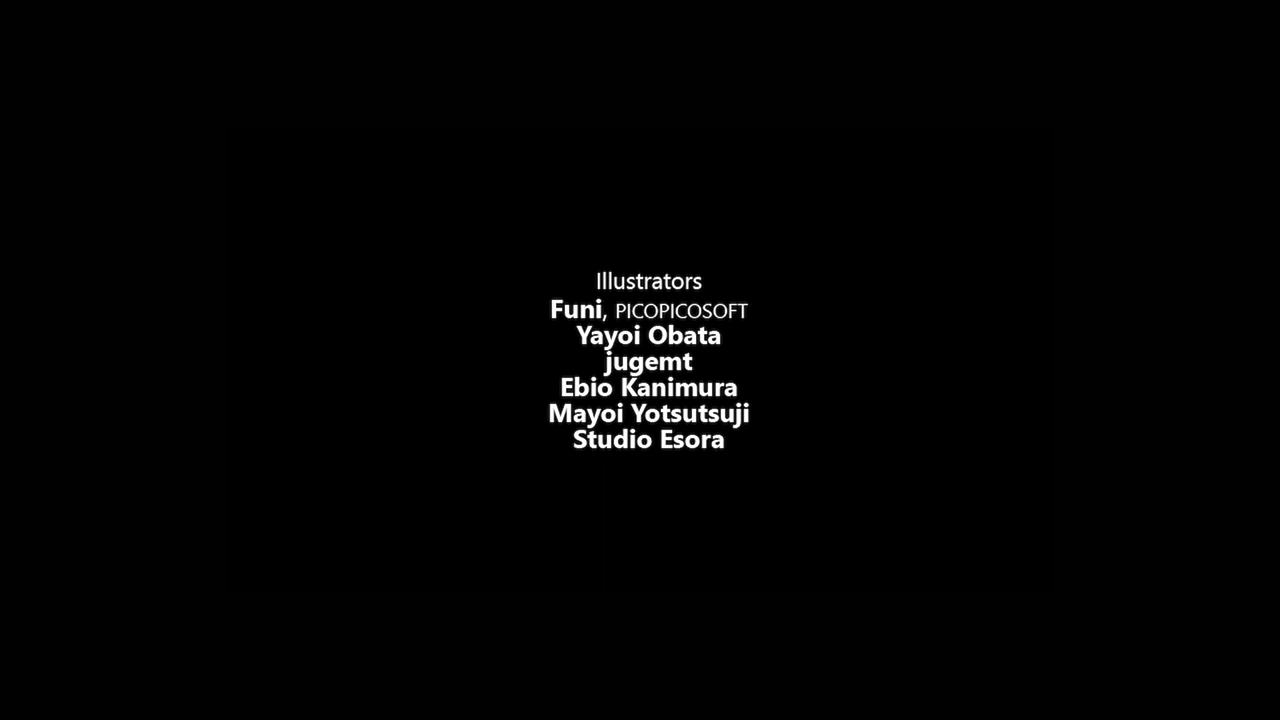 Illustrators
Funi, PICOPICOSOFT
Yayoi Obata
jugemt
Ebio Kanimura
Mayoi Yotsutsuji
Studio Esora